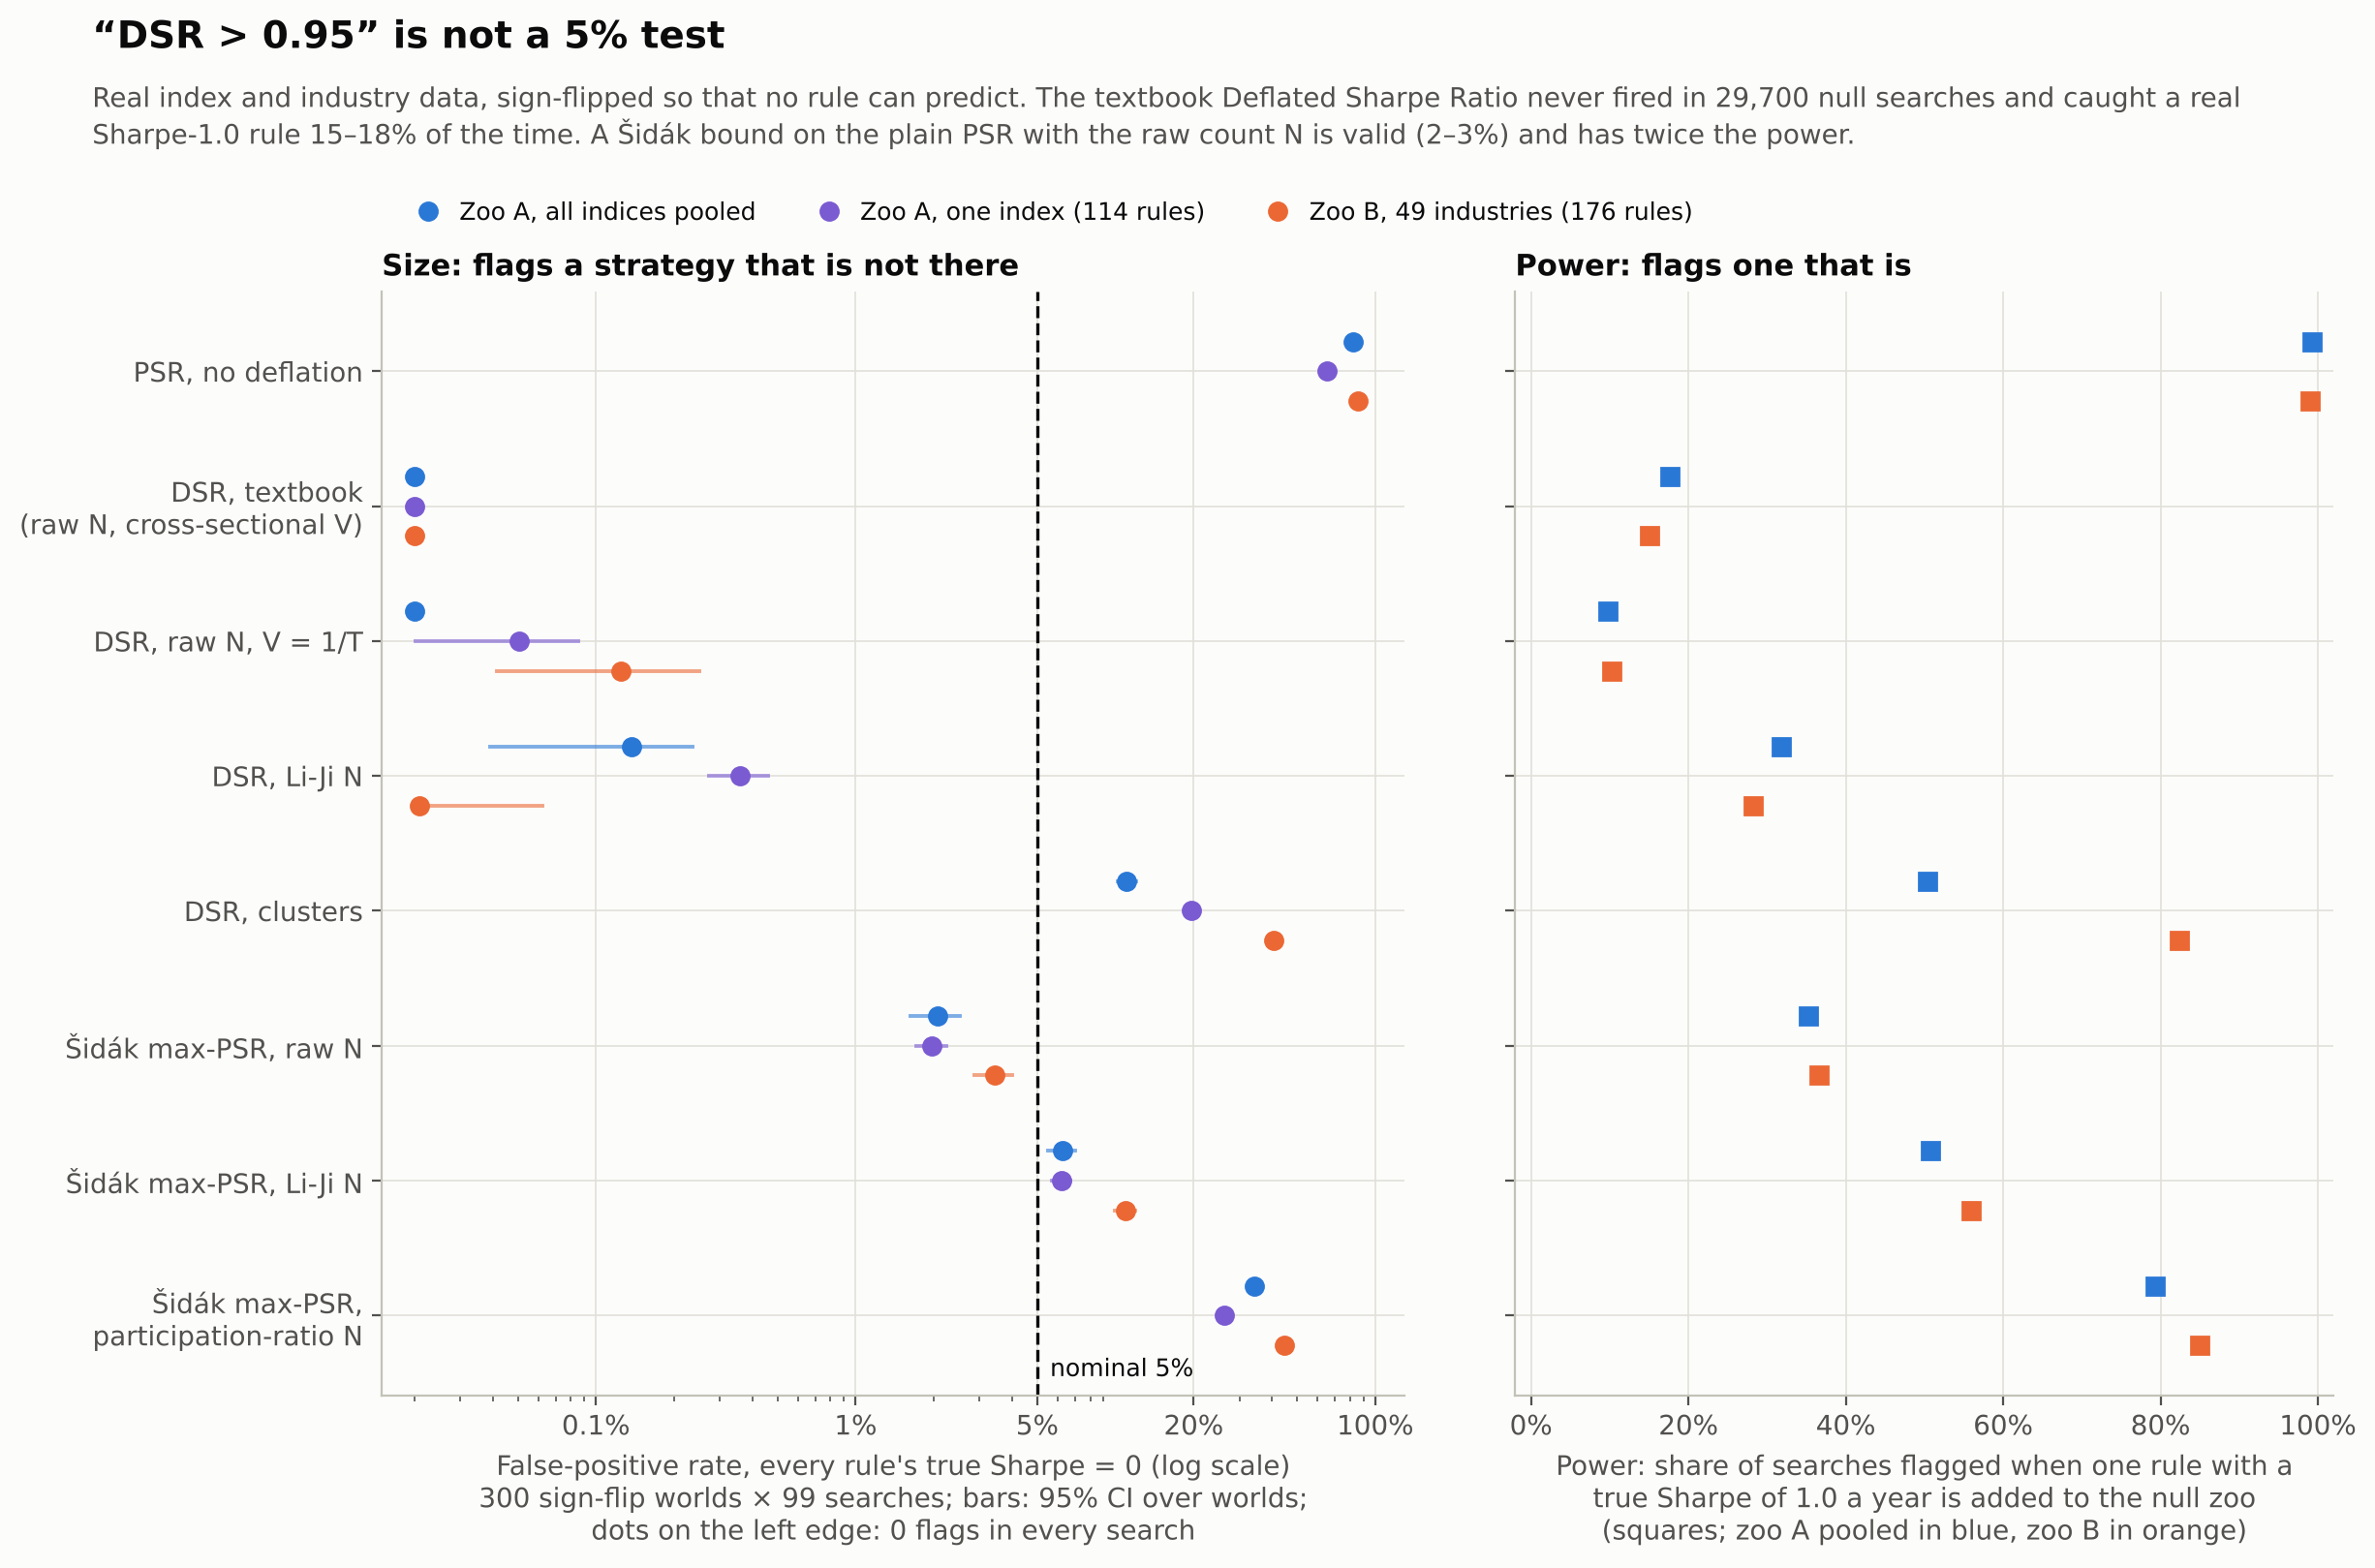 “DSR > 0.95” is not a 5% test
Real index and industry data, sign-flipped so that no rule can predict. The textbook Deflated Sharpe Ratio never fired in 29,700 null searches and caught a real
Sharpe-1.0 rule 15–18% of the time. A Šidák bound on the plain PSR with the raw count N is valid (2–3%) and has twice the power.
Zoo A, all indices pooled
Zoo A, one index (114 rules)
Zoo B, 49 industries (176 rules)
Size: flags a strategy that is not there
Power: flags one that is
PSR, no deflation
DSR, textbook
(raw N, cross-sectional V)
DSR, raw N, V = 1/T
DSR, Li-Ji N
DSR, clusters
Šidák max-PSR, raw N
Šidák max-PSR, Li-Ji N
Šidák max-PSR,
participation-ratio N
nominal 5%
0.1% 1% 5% 20% 100%
False-positive rate, every rule's true Sharpe = 0 (log scale)
300 sign-flip worlds × 99 searches; bars: 95% CI over worlds;
dots on the left edge: 0 flags in every search
0% 20% 40% 60% 80% 100%
Power: share of searches flagged when one rule with a
true Sharpe of 1.0 a year is added to the null zoo
(squares; zoo A pooled in blue, zoo B in orange)